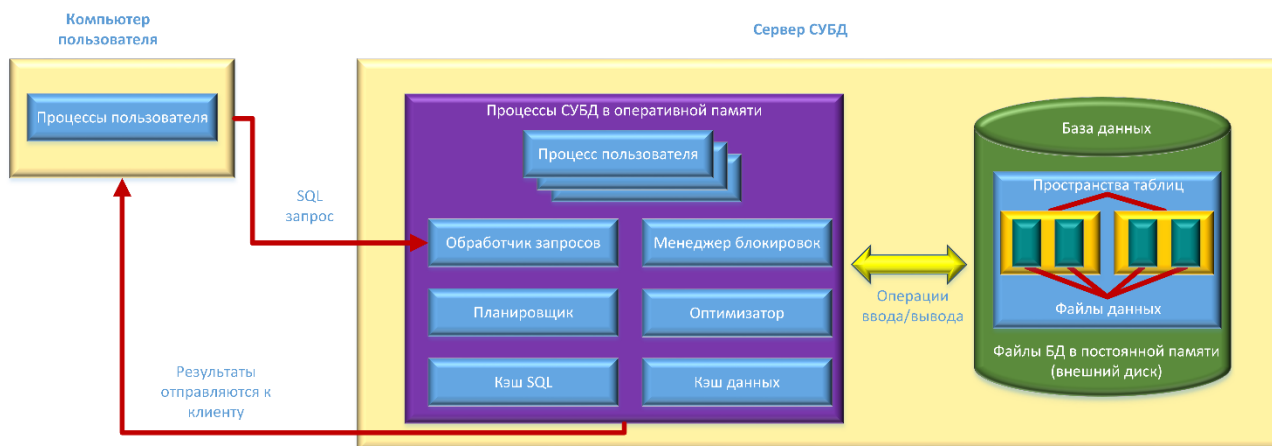 Компьютер
пользователя
Процессы пользователя
SQL
запрос
Результаты
отправляются к
клиенту
Сервер СУБД
Процессы СУБД в оперативной памяти
Процесс пользователя
Обработчик запросов
Менеджер блокировок
Планировщик
Оптимизатор
Кэш SQL
Кэш данных
Операции
ввода/вывода
База данных
Пространства таблиц
Файлы данных
Файлы БД в постоянной памяти
(внешний диск)